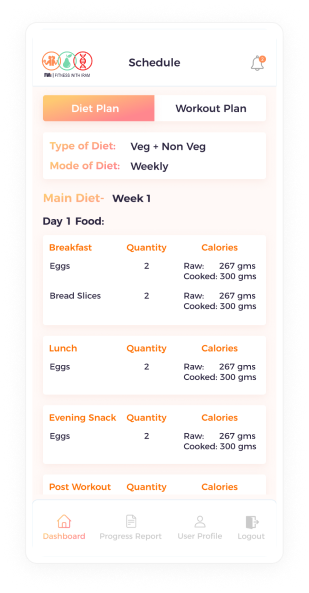 Schedule
FITNESS WITH IRAM
Diet Plan Workout Plan
Type of Diet: Veg + Non Veg
Mode of Diet: Weekly
Main Diet- Week 1
Day 1 Food:
Breakfast Quantity Calories
Eggs 2 Raw: 267 gms
Cooked: 300 gms
Bread Slices 2 Raw: 267 gms
Cooked: 300 gms
Lunch Quantity Calories
Eggs 2 Raw: 267 gms
Cooked: 300 gms
Evening Snack Quantity Calories
Eggs 2 Raw: 267 gms
Cooked: 300 gms
Post Workout Quantity Calories
Dashboard Progress Report User Profile Logout